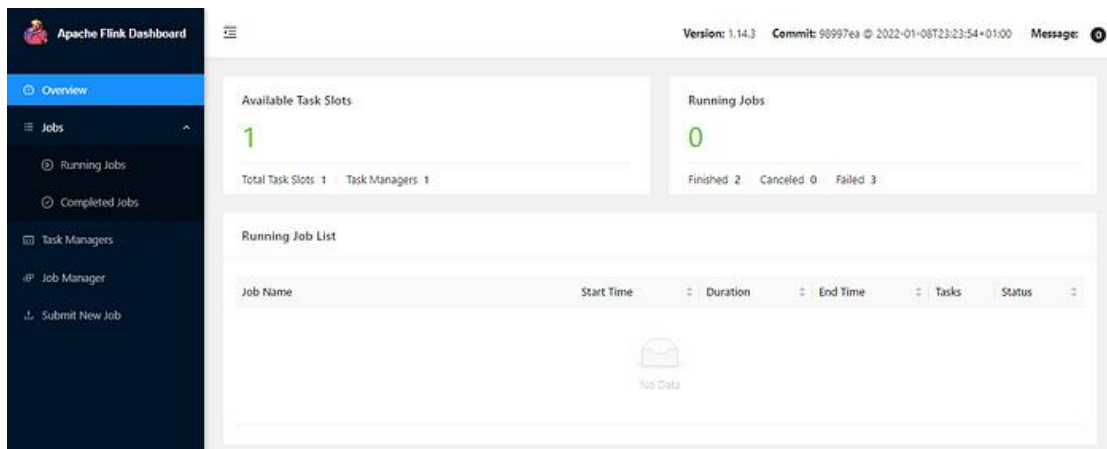 Apache Flink Dashboard
Version: 1.14.3 Commit: 98997ea @ 2022-01-08T23:23:54+01:00 Message: 0
Overview
Jobs
Running Jobs
Completed Jobs
Task Managers
Job Manager
Submit New Job
Available Task Slots
1
Total Task Slots 1 Task Managers 1
Running Jobs
0
Finished 2 Canceled 0 Failed 3
Running Job List
Job Name Start Time Duration End Time Tasks Status
No Data